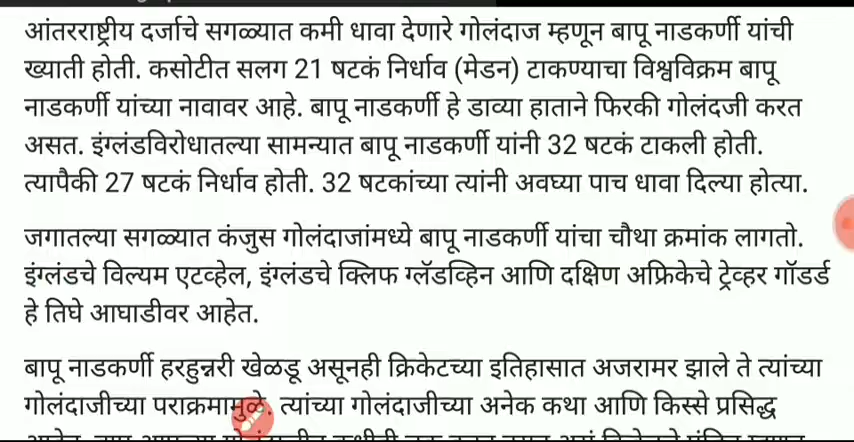 आंतरराष्ट्रीय दर्जाचे सगळ्यात कमी धावा देणारे गोलंदाज म्हणून बापू नाडकर्णी यांची
ख्याती होती. कसोटीत सलग 21 षटकं निर्धाव (मेडन) टाकण्याचा विश्वविक्रम बापू
नाडकर्णी यांच्या नावावर आहे. बापू नाडकर्णी हे डाव्या हाताने फिरकी गोलंदजी करत
असत. इंग्लंडविरोधातल्या सामन्यात बापू नाडकर्णी यांनी 32 षटकं टाकली होती.
त्यापैकी 27 षटकं निर्धाव होती. 32 षटकांच्या त्यांनी अवघ्या पाच धावा दिल्या होत्या.
जगातल्या सगळ्यात कंजुस गोलंदाजांमध्ये बापू नाडकर्णी यांचा चौथा क्रमांक लागतो.
इंग्लंडचे विल्यम एटव्हेल, इंग्लंडचे क्लिफ ग्लॅडव्हिन आणि दक्षिण अफ्रिकेचे ट्रेव्हर गॉडर्ड
हे तिघे आघाडीवर आहेत.
बापू नाडकर्णी हरहुन्नरी खेळडू असूनही क्रिकेटच्या इतिहासात अजरामर झाले ते त्यांच्या
गोलंदाजीच्या पराक्रमामुळे. त्यांच्या गोलंदाजीच्या अनेक कथा आणि किस्से प्रसिद्ध